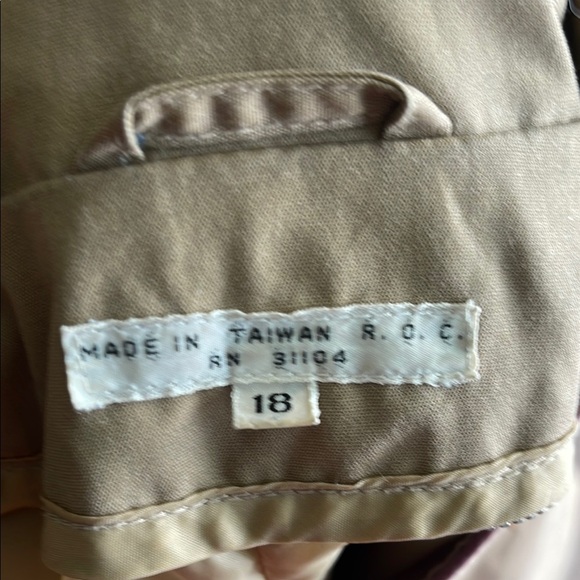 MADE IN TAIWAN R. O. C.
RN 31104
18